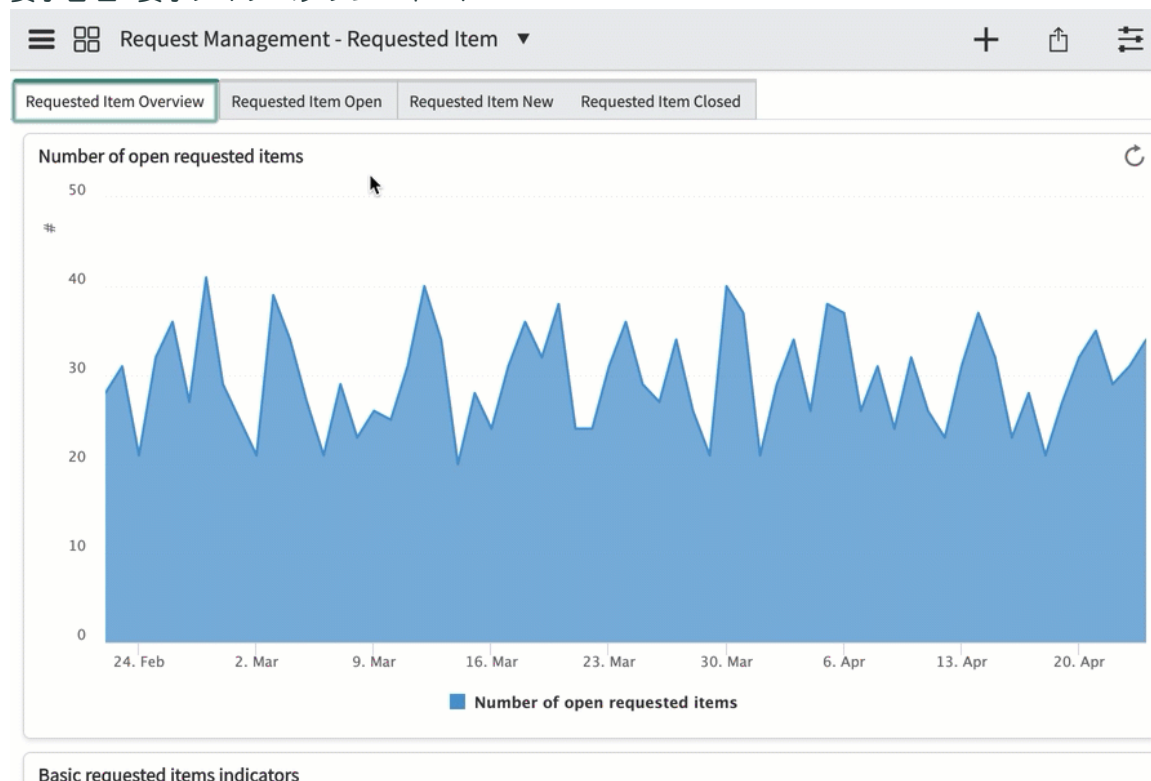 Request Management - Requested Item ▼
Requested Item Overview Requested Item Open Requested Item New Requested Item Closed
Number of open requested items
50
#
40
30
20
10
0
24. Feb 2. Mar 9. Mar 16. Mar 23. Mar 30. Mar 6. Apr 13. Apr 20. Apr
Number of open requested items
Basic requested items indicators